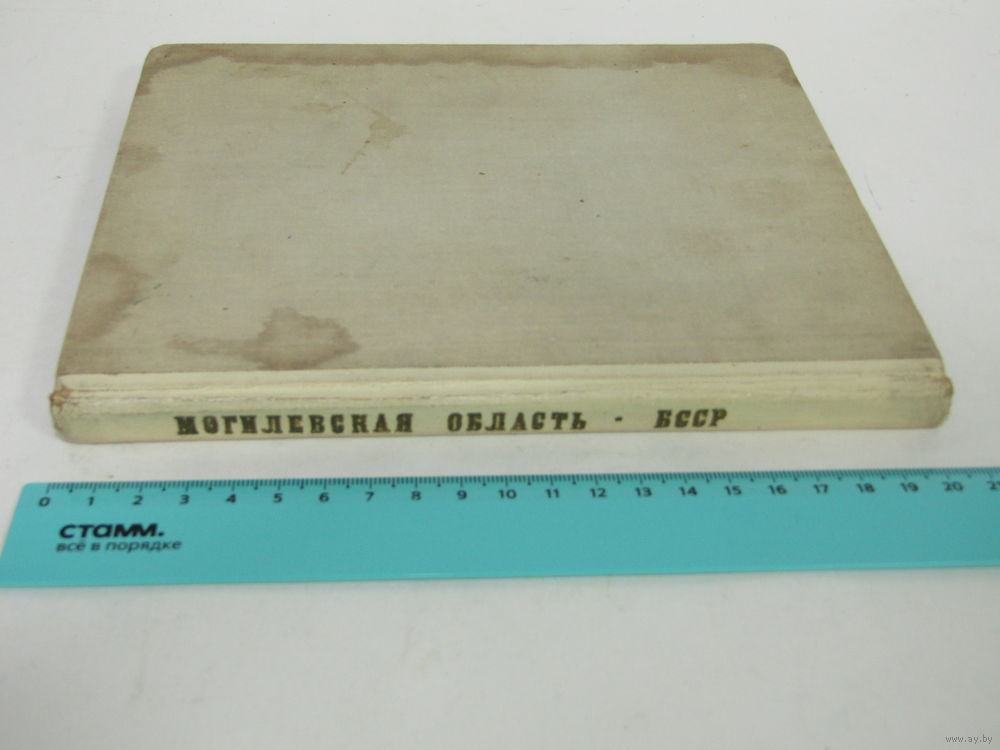 МОГИЛЕВСКАЯ ОБЛАСТЬ - БССР
0 1 2 3 4 5 6 7 8 9 10 11 12 13 14 15 16 17 18 19 20
стамм.
всё в порядке
www.ay.by